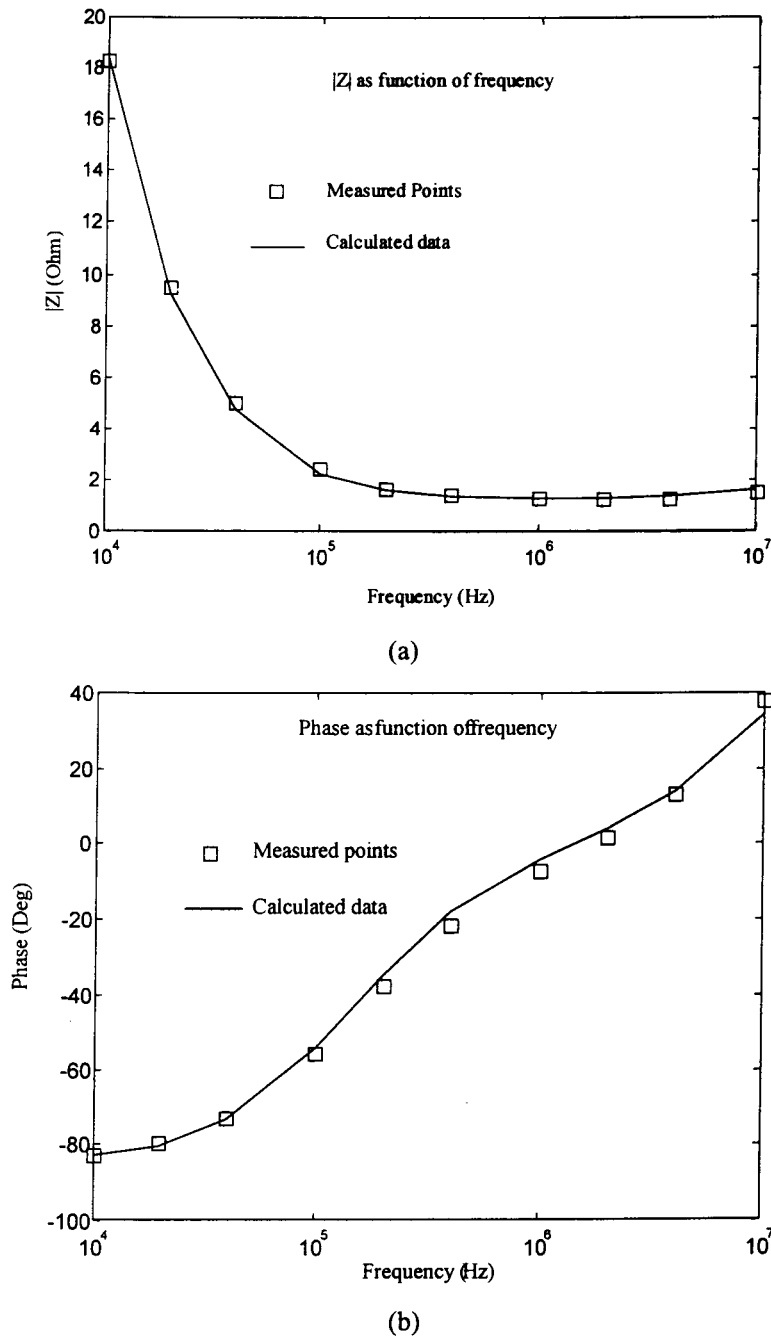 20
18
|Z| as function of frequency
16
14
Measured Points
12
Calculated data
10
|Z| (Ohm)
8
6
4
2
0
10^4 10^5 10^6 10^7
Frequency (Hz)
(a)
40
Phase asfunction offrequency
20
0
Measured points
-20
Calculated data
Phase (Deg)
-40
-60
-80
-100
10^4 10^5 10^6 10^7
Frequency (Hz)
(b)